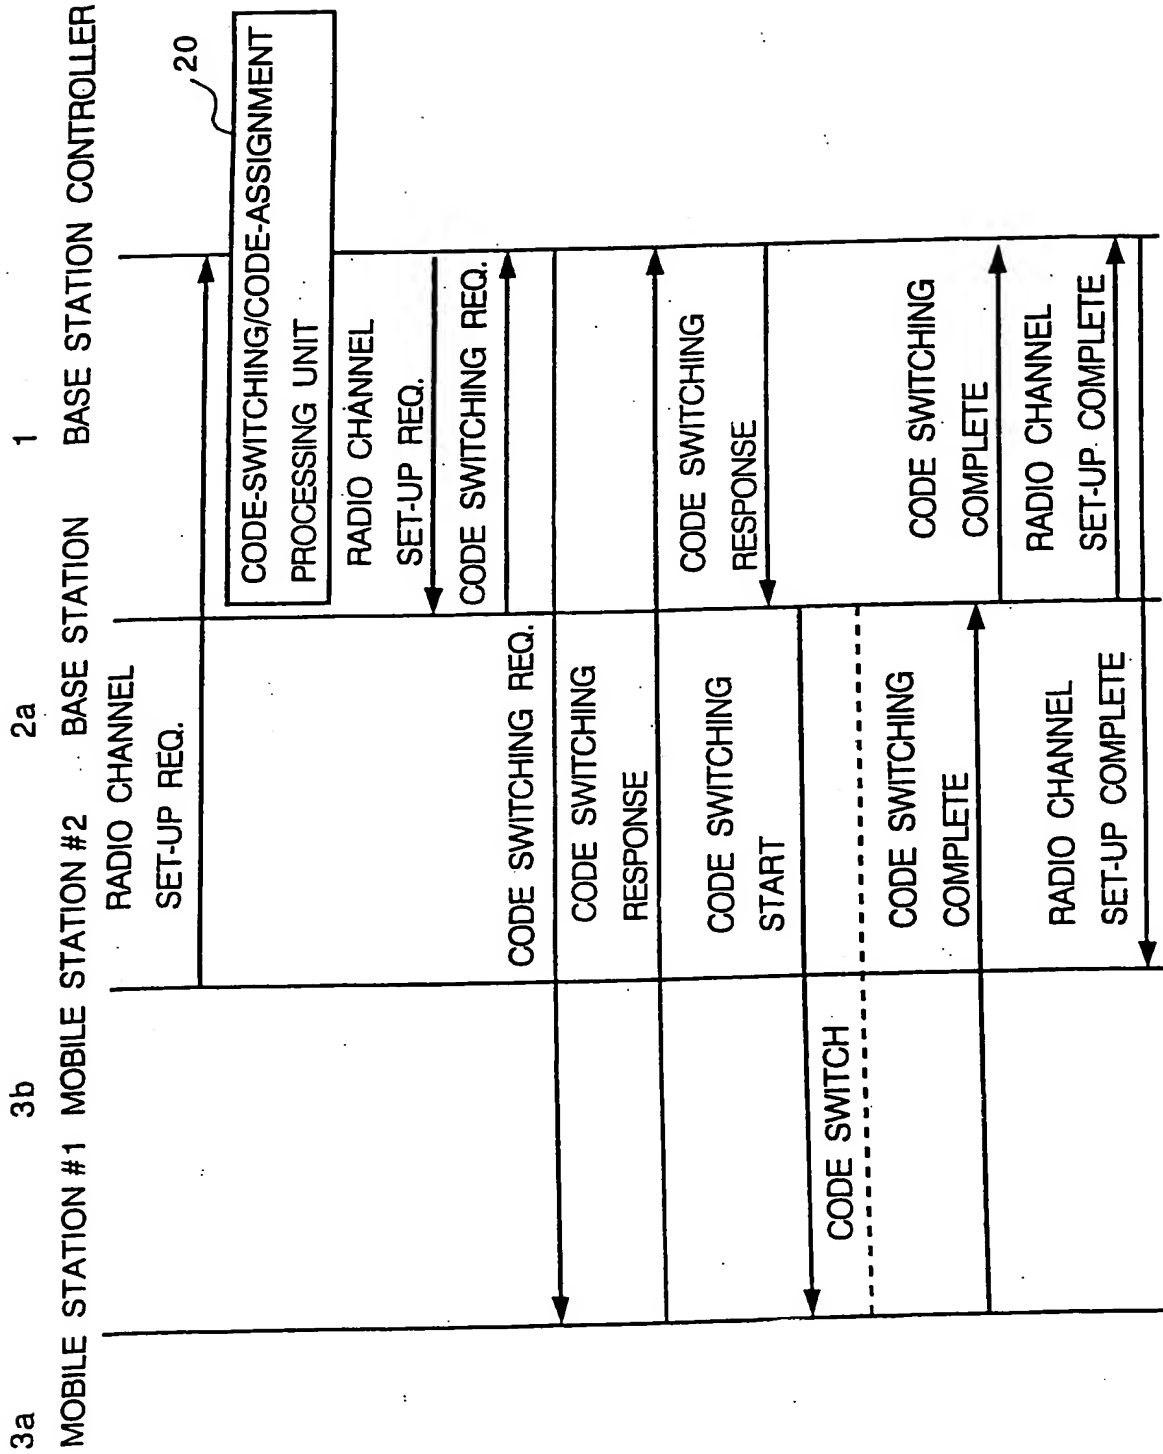 3a
3b
2a
1
MOBILE STATION #1
MOBILE STATION #2
BASE STATION
BASE STATION CONTROLLER
RADIO CHANNEL
SET-UP REQ.
20
CODE-SWITCHING/CODE-ASSIGNMENT
PROCESSING UNIT
RADIO CHANNEL
SET-UP REQ.
CODE SWITCHING REQ.
CODE SWITCHING REQ.
CODE SWITCHING
RESPONSE
CODE SWITCHING
RESPONSE
CODE SWITCHING
START
CODE SWITCH
CODE SWITCHING
COMPLETE
CODE SWITCHING
COMPLETE
RADIO CHANNEL
SET-UP COMPLETE
RADIO CHANNEL
SET-UP COMPLETE